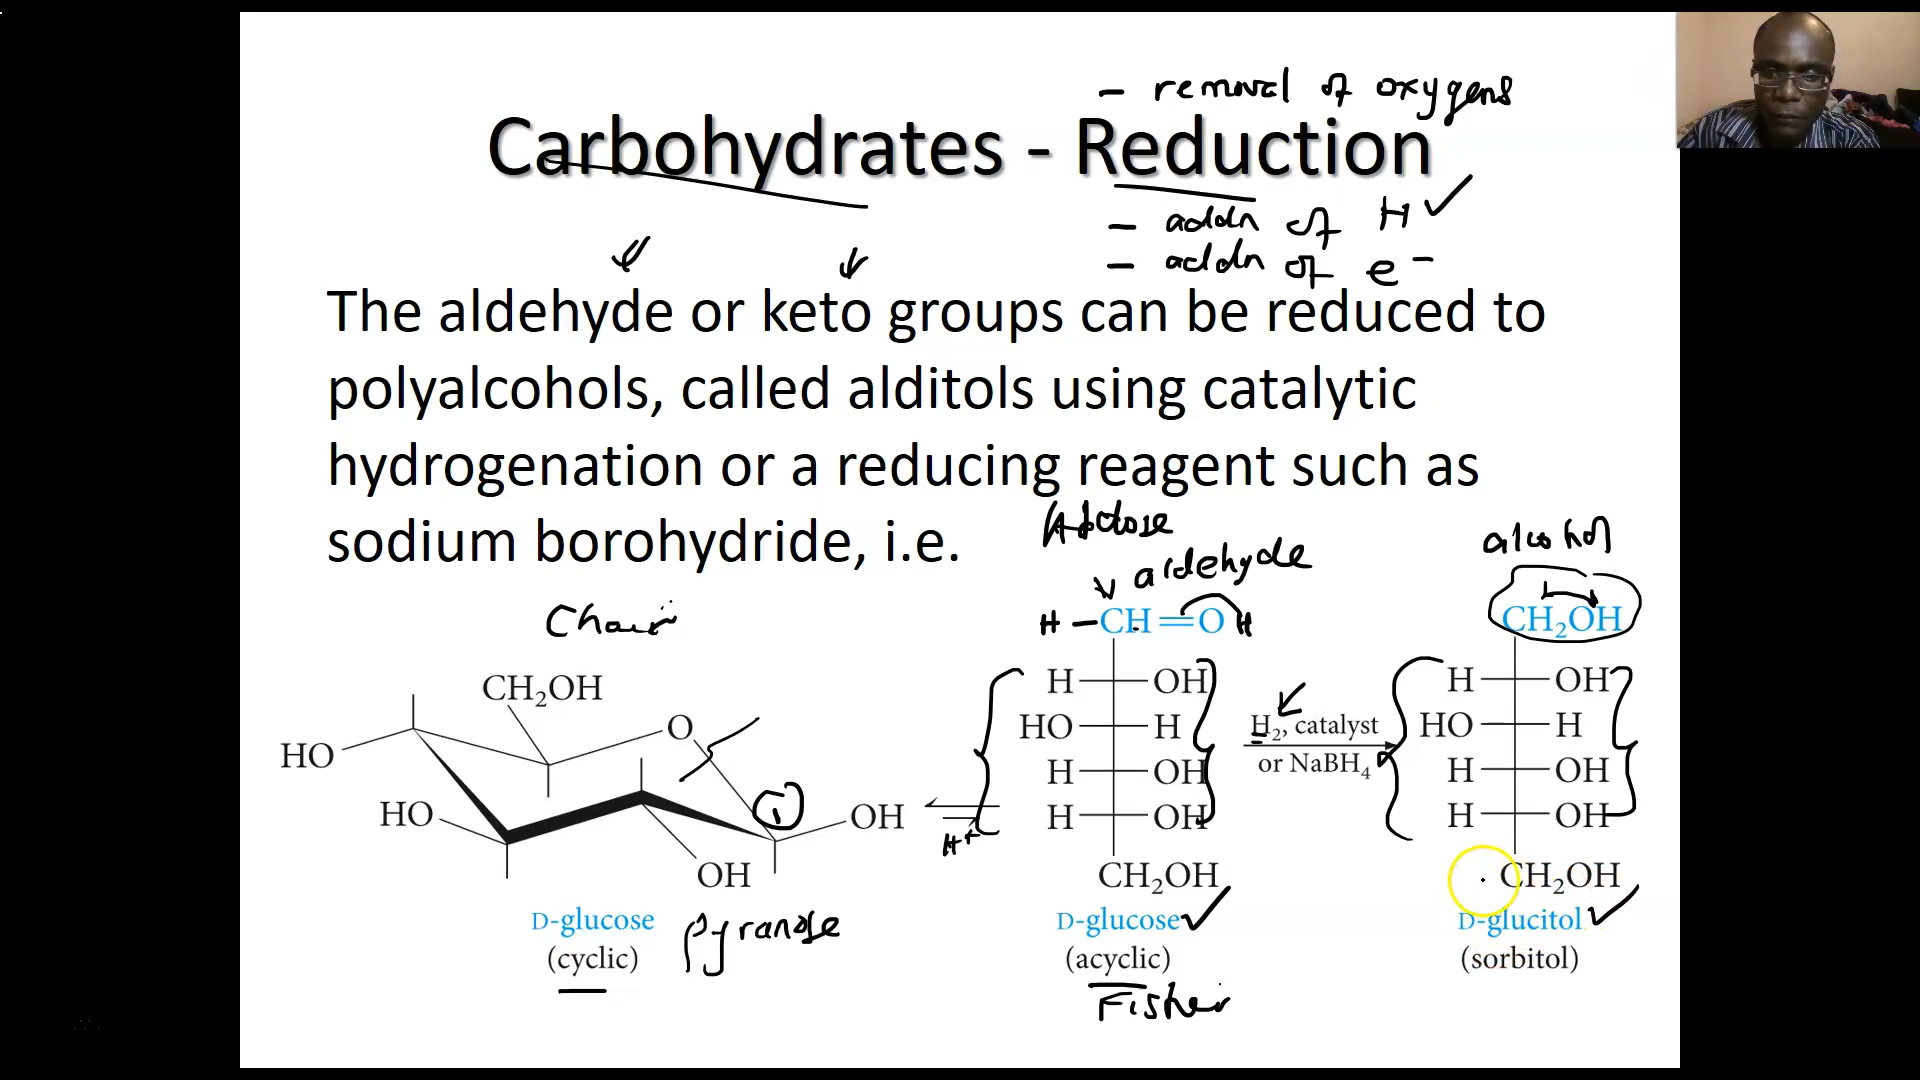 - removal of oxygens
Carbohydrates - Reduction
- addn of H
- addn of e⁻
The aldehyde or keto groups can be reduced to
polyalcohols, called alditols using catalytic
hydrogenation or a reducing reagent such as
sodium borohydride, i.e.
Aldose
alcohol
aldehyde
Chair
H - CH=O H
CH₂OH
CH₂OH
H OH
H OH
O
HO
HO H
H₂, catalyst
HO H
or NaBH₄
H OH
H OH
HO
1
OH
H OH
H OH
H+
OH
CH₂OH
CH₂OH
D-glucose
pyranose
D-glucose
D-glucitol
(cyclic)
(acyclic)
(sorbitol)
Fisher